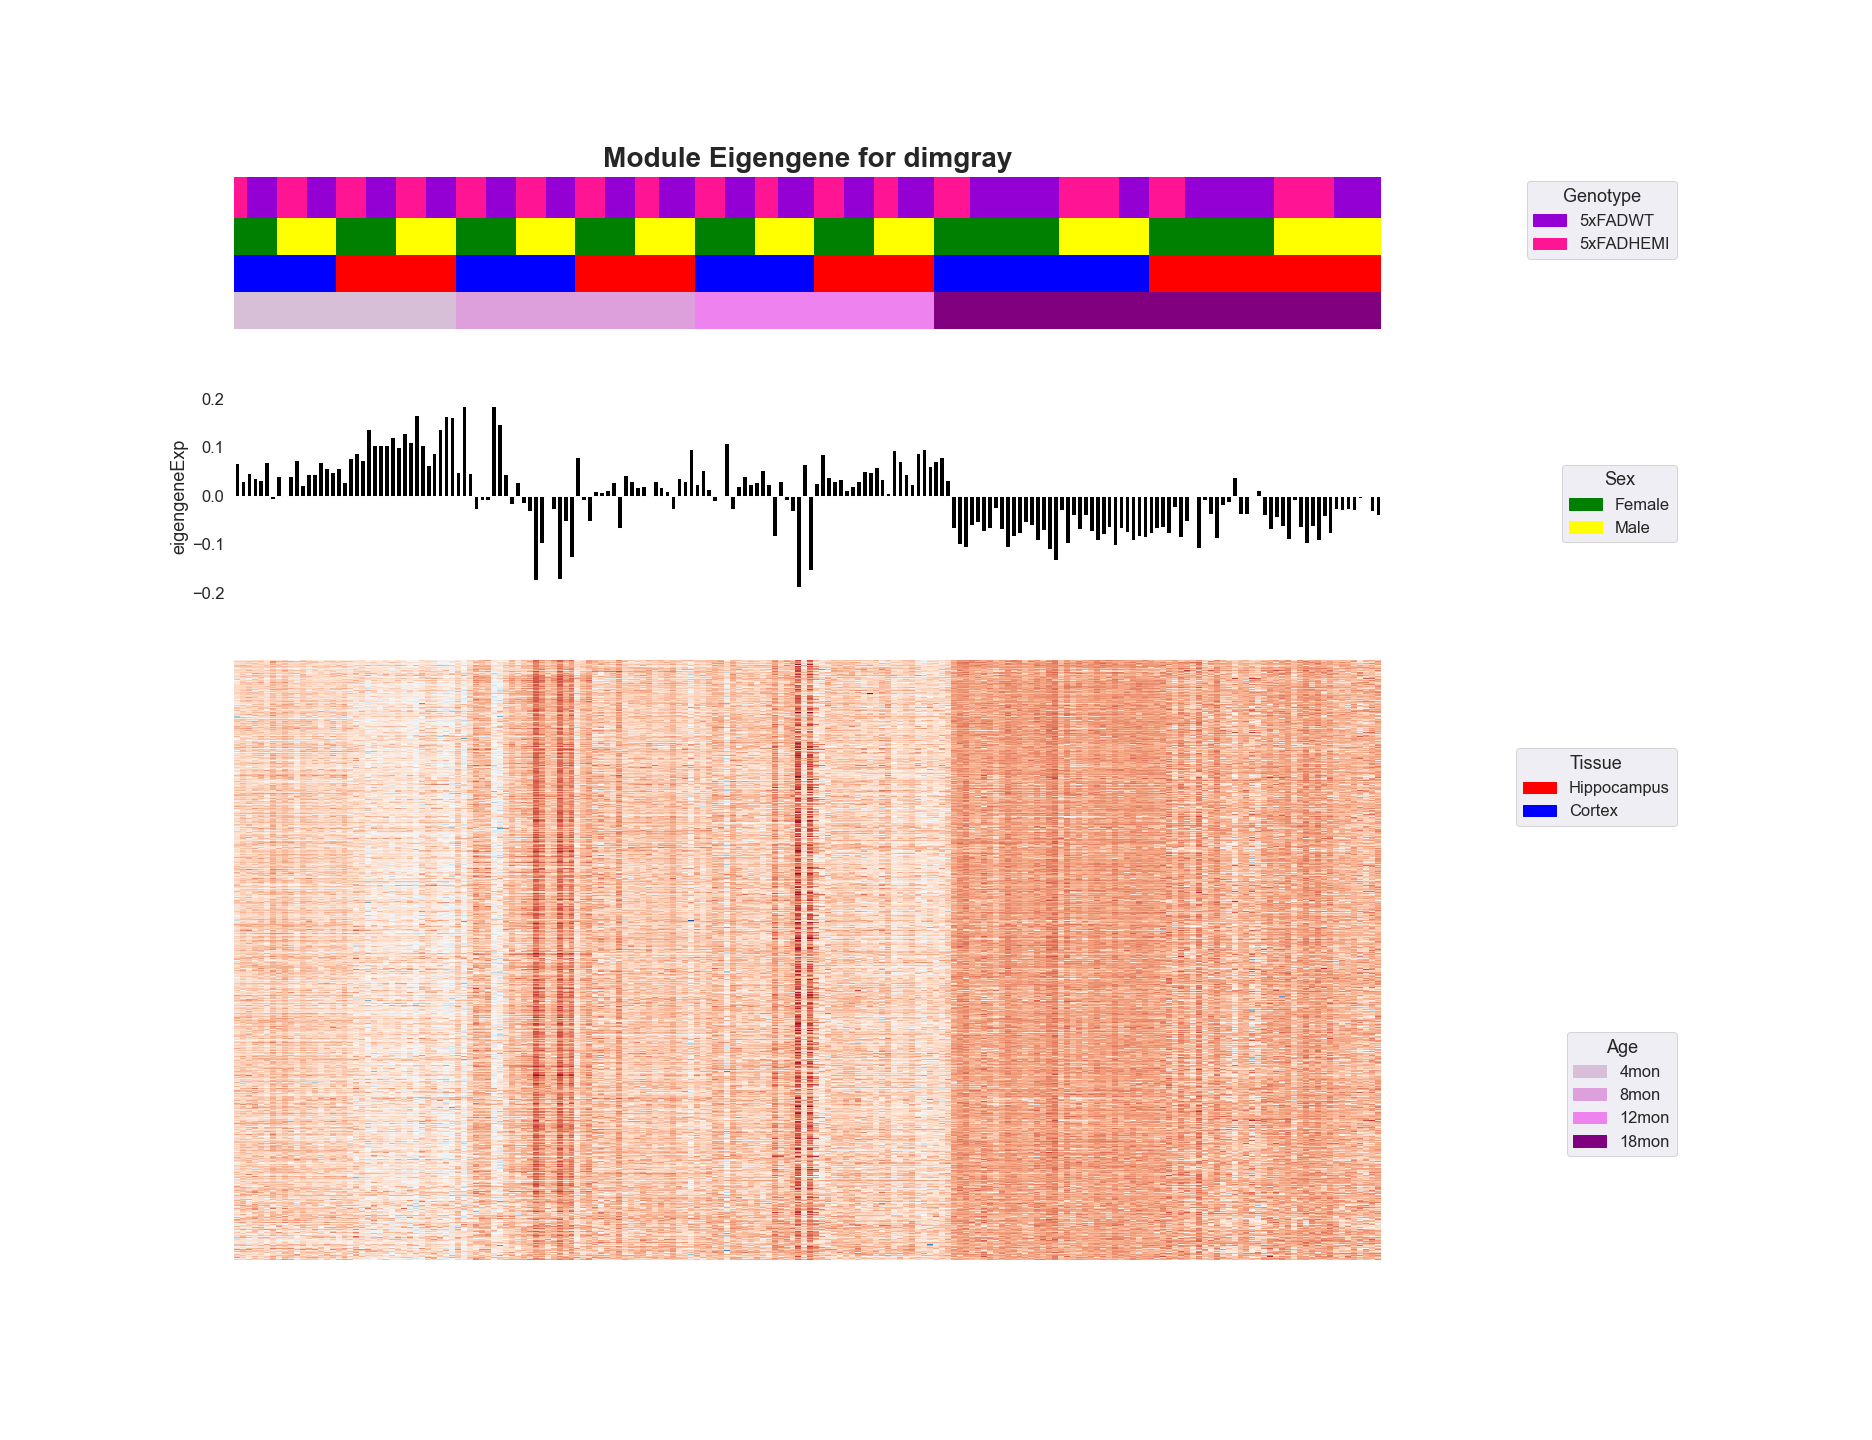 Module Eigengene for dimgray
Genotype
5xFADWT
5xFADHEMI
eigengeneExp
0.2
0.1
0.0
−0.1
−0.2
Sex
Female
Male
Tissue
Hippocampus
Cortex
Age
4mon
8mon
12mon
18mon